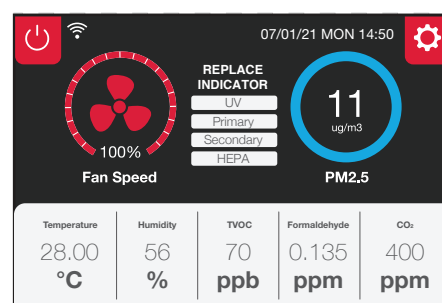 07/01/21 MON 14:50
REPLACE
INDICATOR
UV
Primary
Secondary
HEPA
100%
Fan Speed
11
ug/m3
PM2.5
Temperature
28.00
°C
Humidity
56
%
TVOC
70
ppb
Formaldehyde
0.135
ppm
CO₂
400
ppm